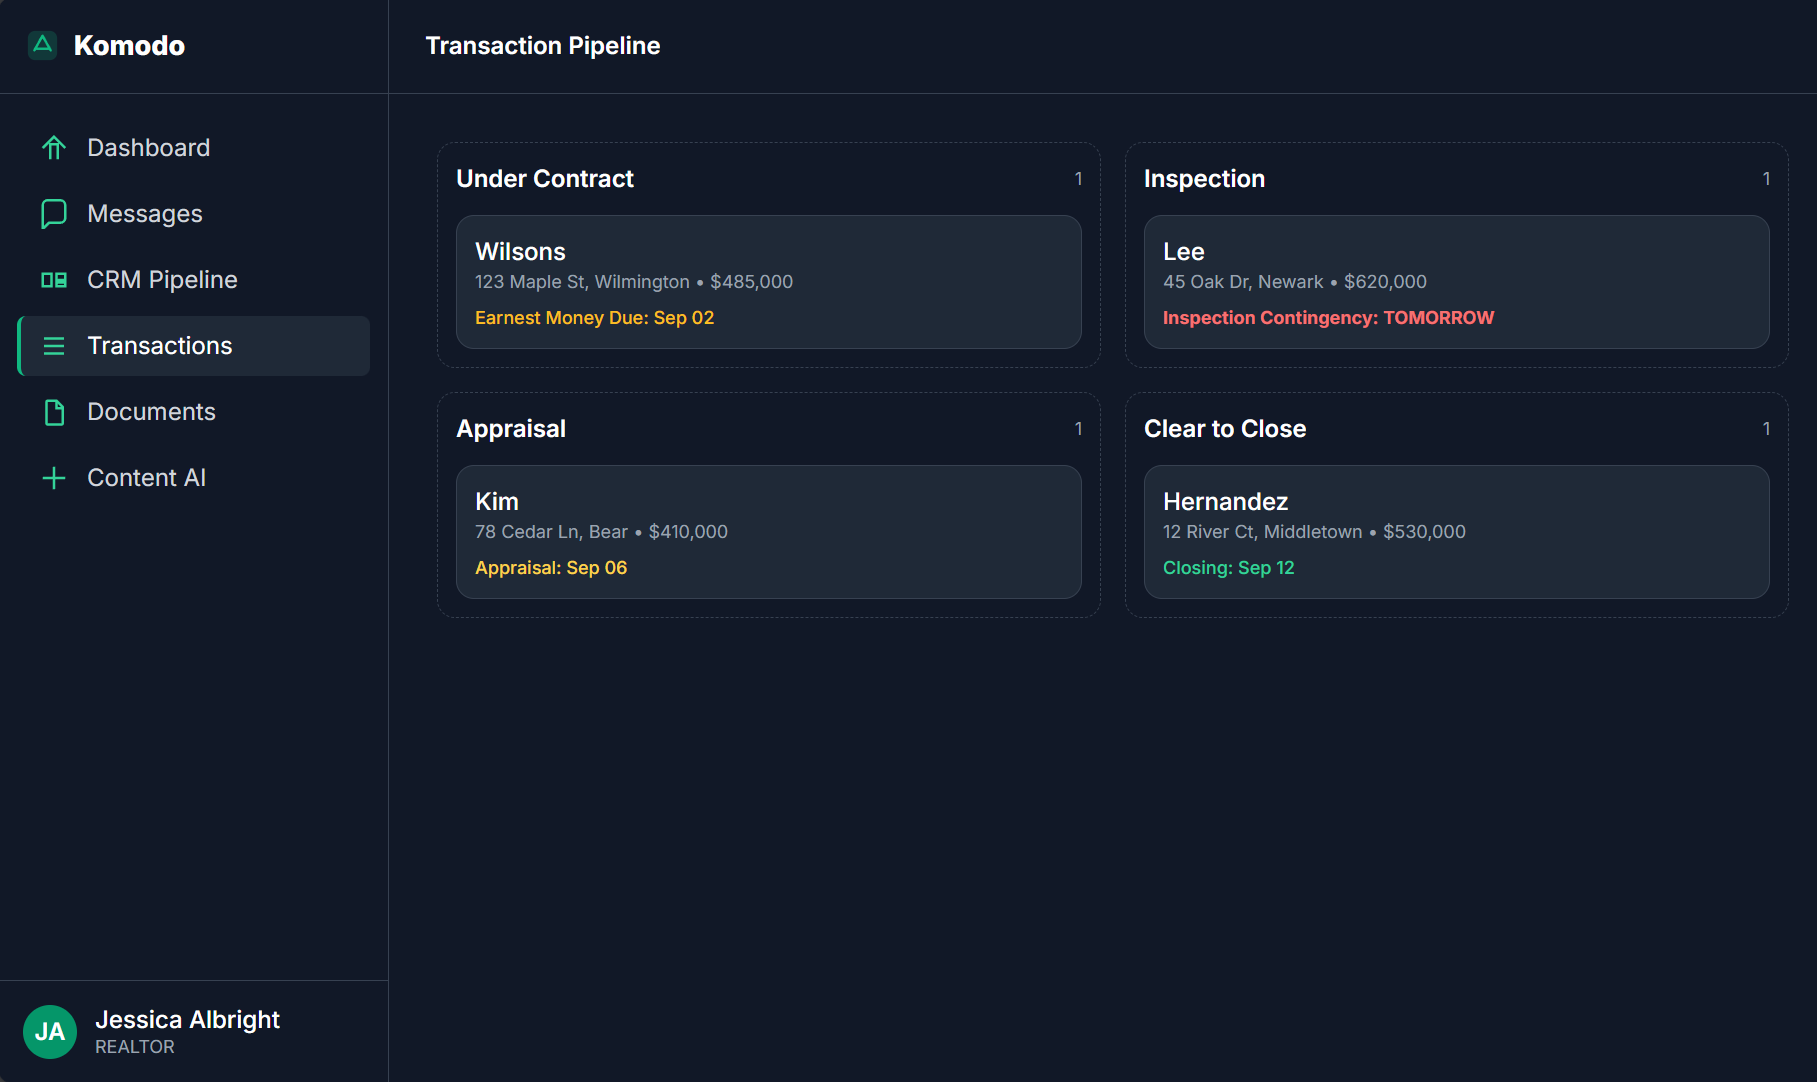 Komodo
Transaction Pipeline
Dashboard
Messages
CRM Pipeline
Transactions
Documents
Content AI
Under Contract 1
Wilsons
123 Maple St, Wilmington • $485,000
Earnest Money Due: Sep 02
Inspection 1
Lee
45 Oak Dr, Newark • $620,000
Inspection Contingency: TOMORROW
Appraisal 1
Kim
78 Cedar Ln, Bear • $410,000
Appraisal: Sep 06
Clear to Close 1
Hernandez
12 River Ct, Middletown • $530,000
Closing: Sep 12
JA
Jessica Albright
REALTOR